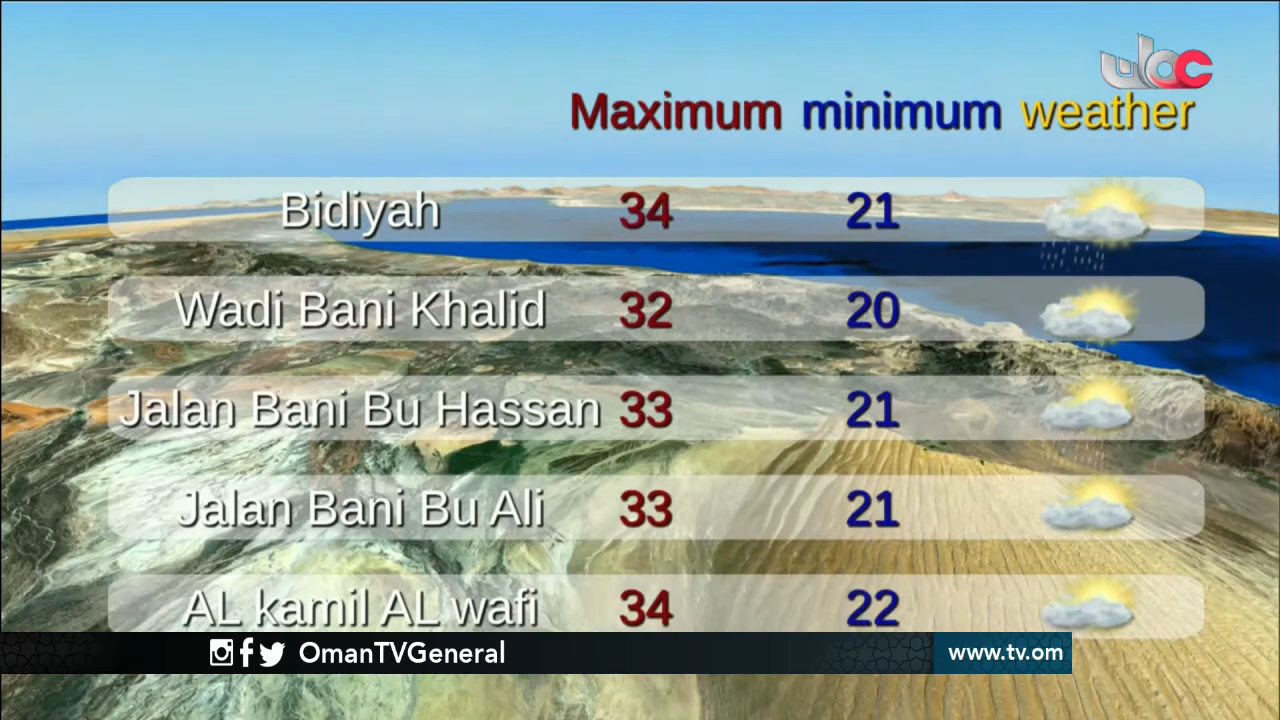 عمان
Maximum minimum weather
Bidiyah 34 21
Wadi Bani Khalid 32 20
Jalan Bani Bu Hassan 33 21
Jalan Bani Bu Ali 33 21
AL kamil AL wafi 34 22
OmanTVGeneral www.tv.om